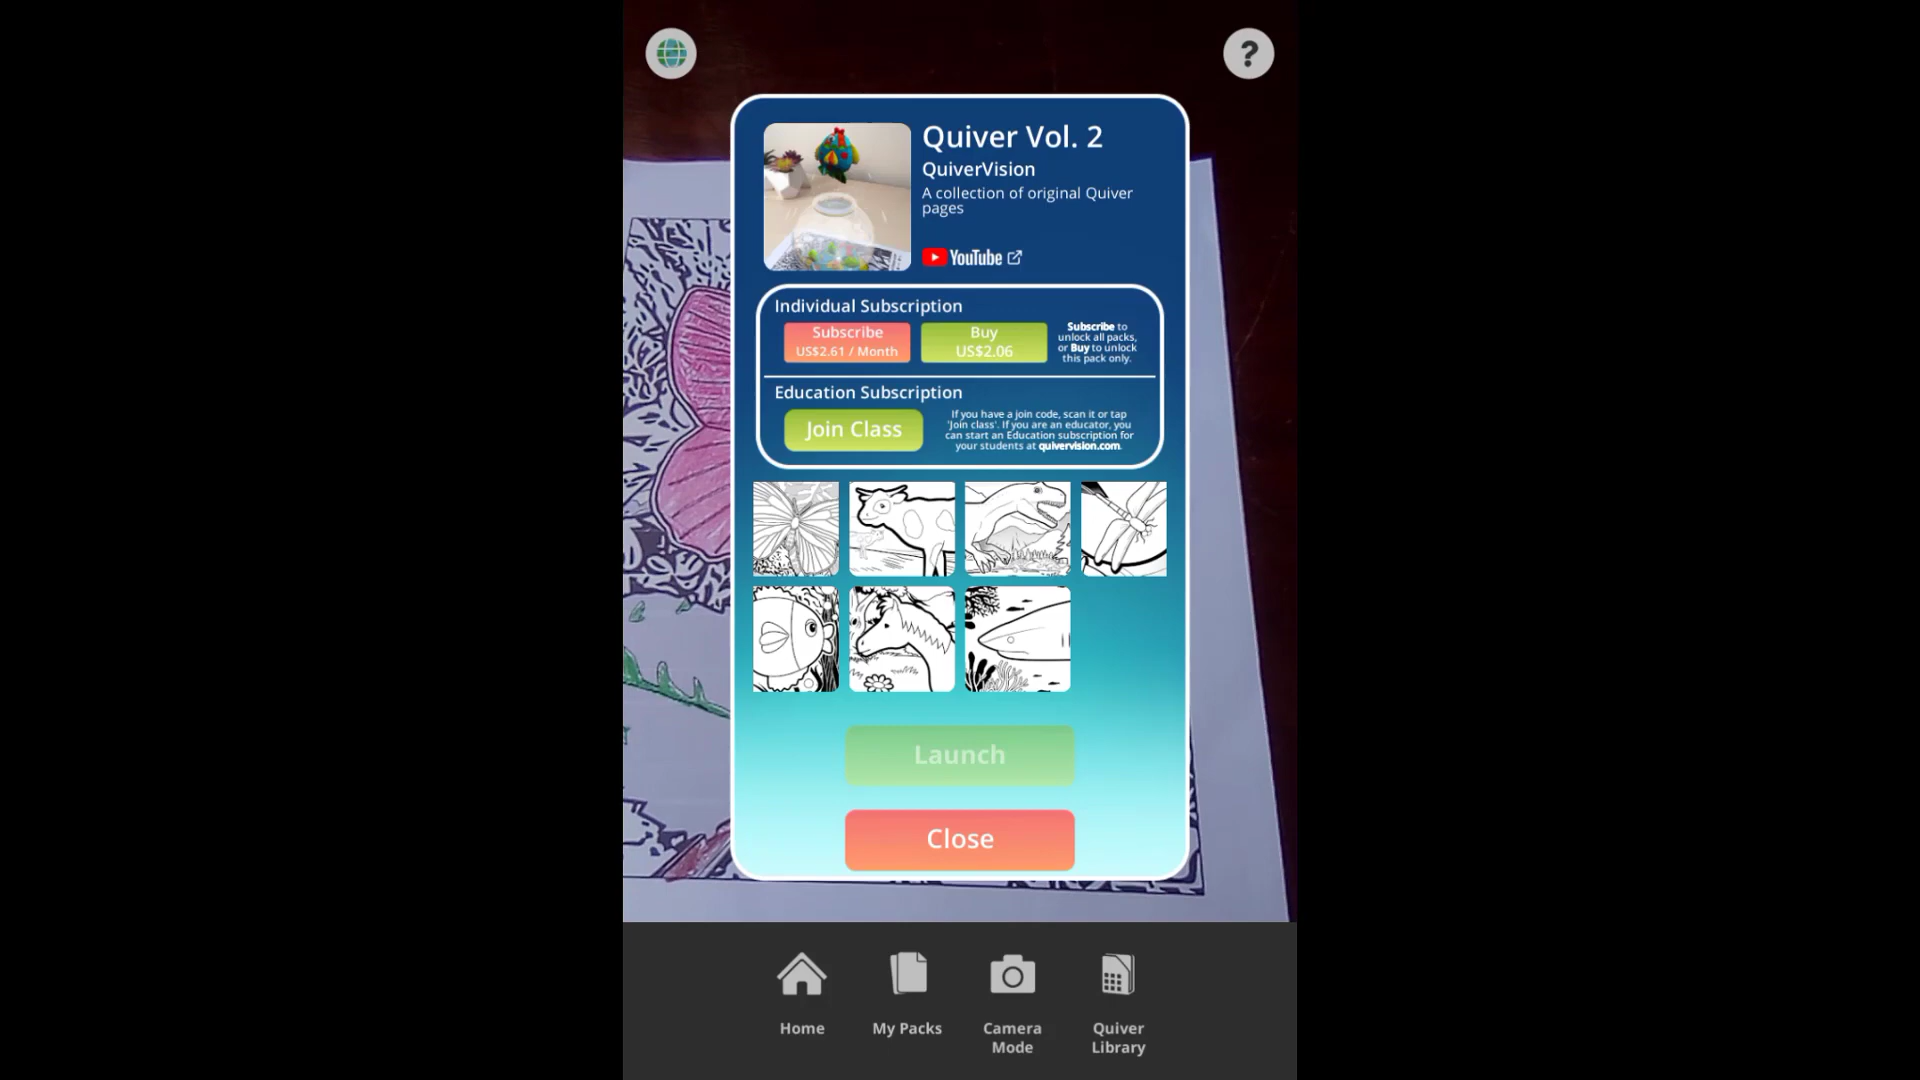 ?
Quiver Vol. 2
QuiverVision
A collection of original Quiver
pages
YouTube
Individual Subscription
Subscribe
US$2.61 / Month
Buy
US$2.06
Subscribe to
unlock all packs,
or Buy to unlock
this pack only.
Education Subscription
Join Class
If you have a join code, scan it or tap
'Join class'. If you are an educator, you
can start an Education subscription for
your students at quivervision.com.
Launch
Close
Home
My Packs
Camera
Mode
Quiver
Library